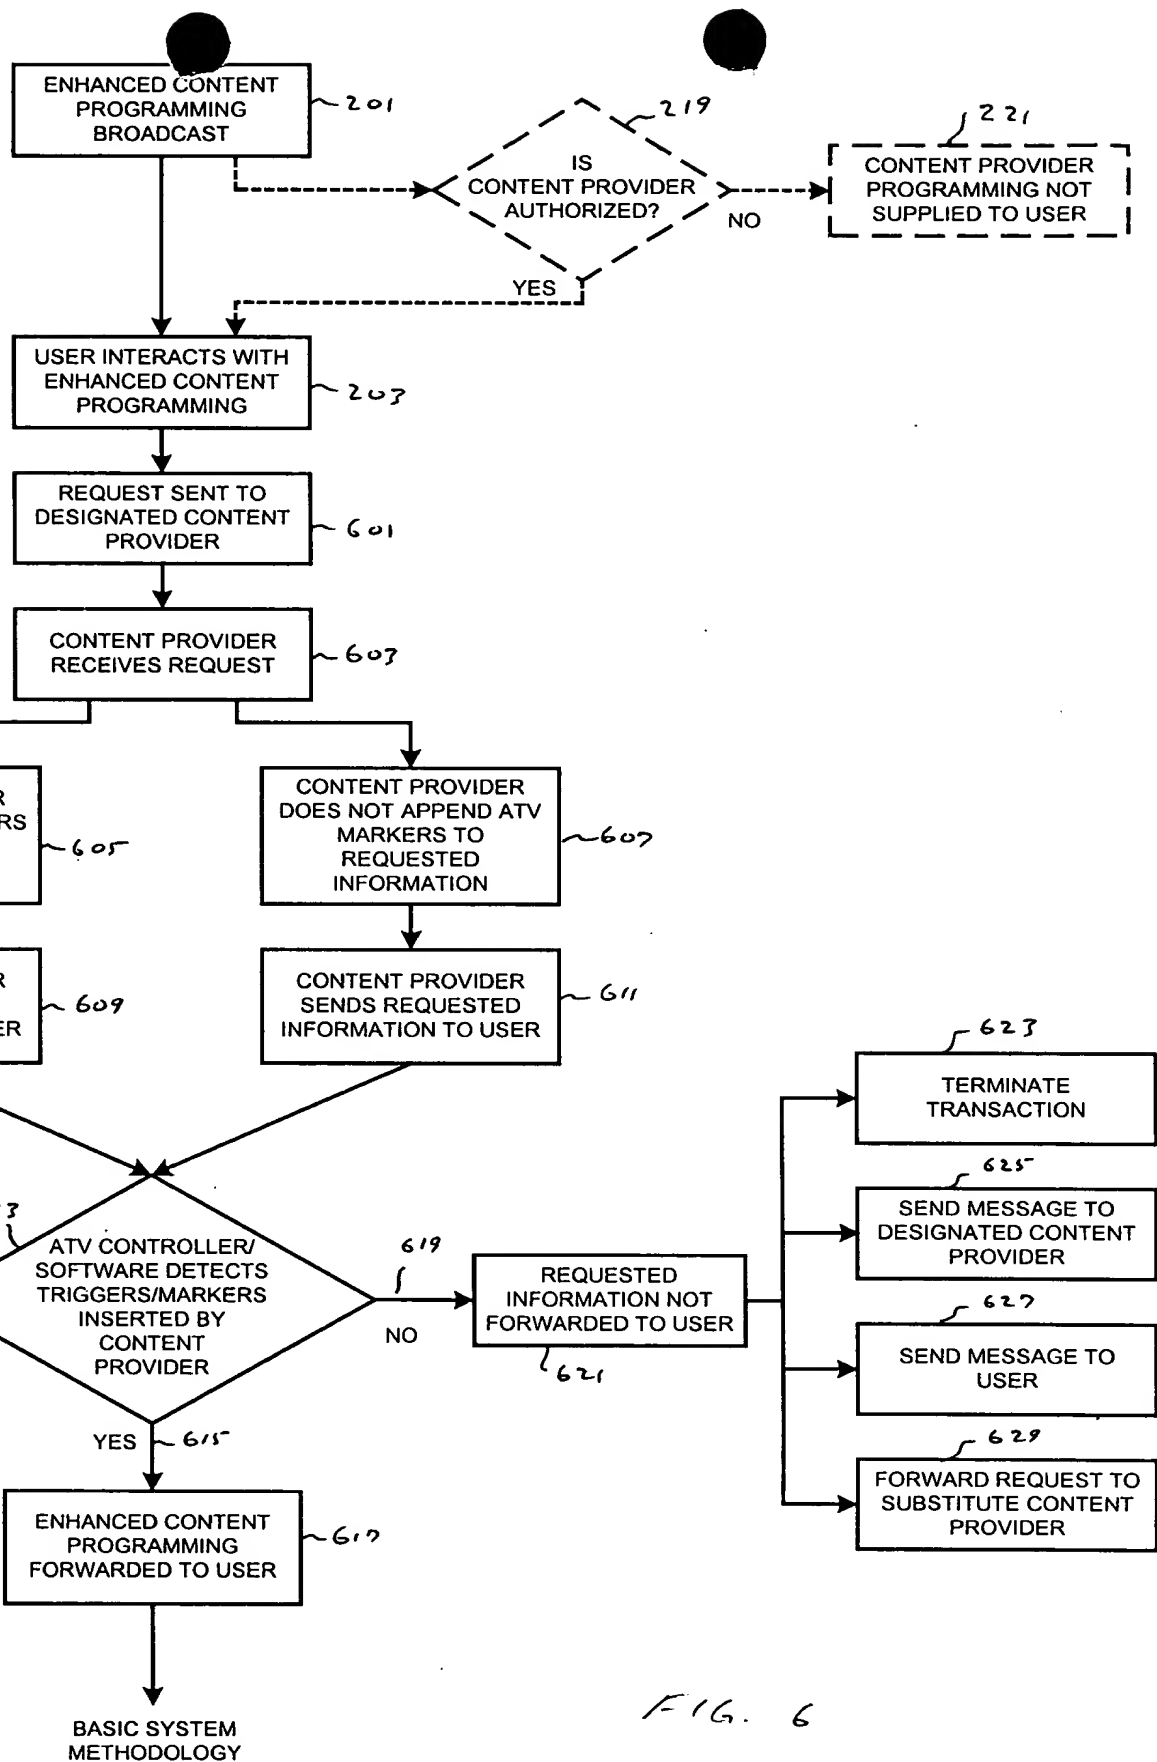 ENHANCED CONTENT
PROGRAMMING
BROADCAST
201
219
IS
CONTENT PROVIDER
AUTHORIZED?
NO
YES
221
CONTENT PROVIDER
PROGRAMMING NOT
SUPPLIED TO USER
USER INTERACTS WITH
ENHANCED CONTENT
PROGRAMMING
203
REQUEST SENT TO
DESIGNATED CONTENT
PROVIDER
601
CONTENT PROVIDER
RECEIVES REQUEST
603
R
RS
605
CONTENT PROVIDER
DOES NOT APPEND ATV
MARKERS TO
REQUESTED
INFORMATION
607
R
ER
609
CONTENT PROVIDER
SENDS REQUESTED
INFORMATION TO USER
611
3
ATV CONTROLLER/
SOFTWARE DETECTS
TRIGGERS/MARKERS
INSERTED BY
CONTENT
PROVIDER
619
NO
REQUESTED
INFORMATION NOT
FORWARDED TO USER
621
623
TERMINATE
TRANSACTION
625
SEND MESSAGE TO
DESIGNATED CONTENT
PROVIDER
627
SEND MESSAGE TO
USER
629
FORWARD REQUEST TO
SUBSTITUTE CONTENT
PROVIDER
YES
615
ENHANCED CONTENT
PROGRAMMING
FORWARDED TO USER
617
BASIC SYSTEM
METHODOLOGY
FIG. 6